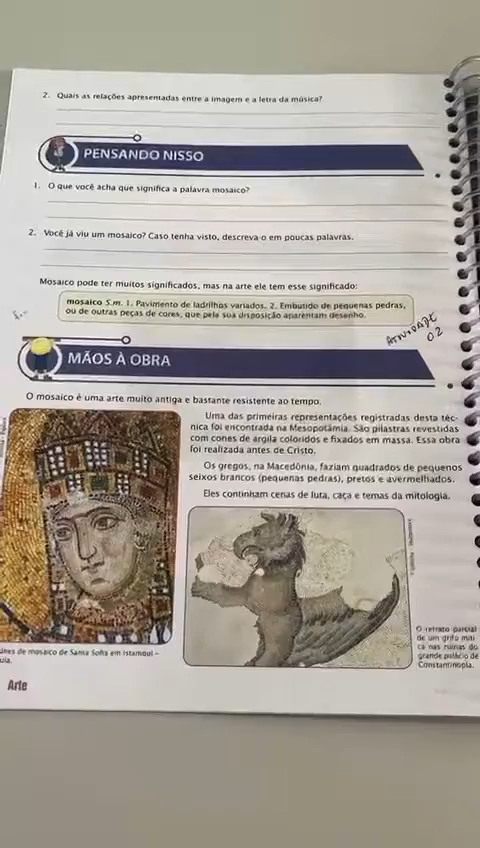 2. Quais as relações apresentadas entre a imagem e a letra da música?
PENSANDO NISSO
1. O que você acha que significa a palavra mosaico?
2. Você já viu um mosaico? Caso tenha visto, descreva-o em poucas palavras.
Mosaico pode ter muitos significados, mas na arte ele tem esse significado:
mosaico S.m. 1. Pavimento de ladrilhos variados. 2. Embutido de pequenas pedras,
ou de outras peças de cores, que pela sua disposição aparentam desenho.
ATIVIDADE
02
MÃOS À OBRA
O mosaico é uma arte muito antiga e bastante resistente ao tempo.
Uma das primeiras representações registradas desta téc-
nica foi encontrada na Mesopotâmia. São pilastras revestidas
com cones de argila coloridos e fixados em massa. Essa obra
foi realizada antes de Cristo.
Os gregos, na Macedônia, faziam quadrados de pequenos
seixos brancos (pequenas pedras), pretos e avermelhados.
Eles continham cenas de luta, caça e temas da mitologia.
O retrato parcial
de um grifo míti
ca nas ruínas do
grande palácio de
Constantinopla.
de mosaico de Santa Sofia em Istambul –
Arte